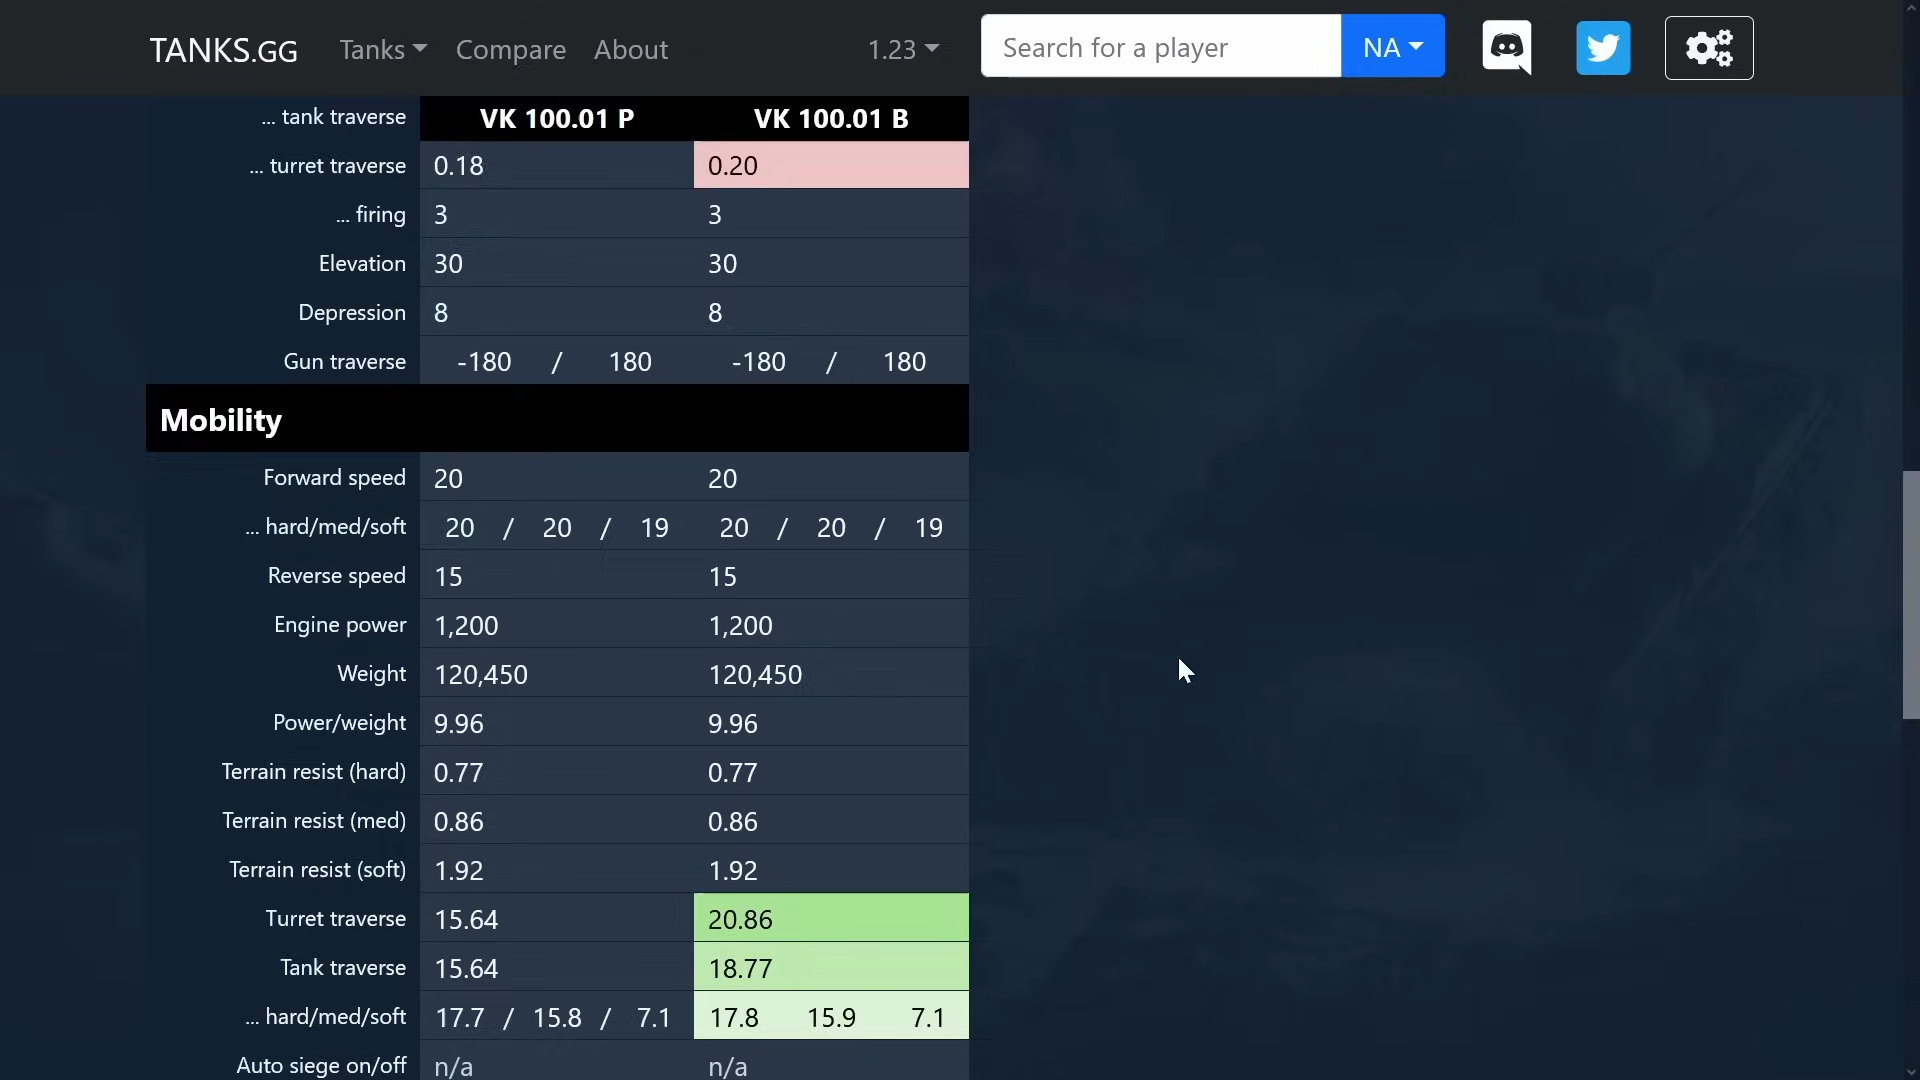 TANKS.GG Tanks Compare About 1.23 Search for a player NA
... tank traverse VK 100.01 P VK 100.01 B
... turret traverse 0.18 0.20
... firing 3 3
Elevation 30 30
Depression 8 8
Gun traverse -180 / 180 -180 / 180
Mobility
Forward speed 20 20
... hard/med/soft 20 / 20 / 19 20 / 20 / 19
Reverse speed 15 15
Engine power 1,200 1,200
Weight 120,450 120,450
Power/weight 9.96 9.96
Terrain resist (hard) 0.77 0.77
Terrain resist (med) 0.86 0.86
Terrain resist (soft) 1.92 1.92
Turret traverse 15.64 20.86
Tank traverse 15.64 18.77
... hard/med/soft 17.7 / 15.8 / 7.1 17.8 15.9 7.1
Auto siege on/off n/a n/a